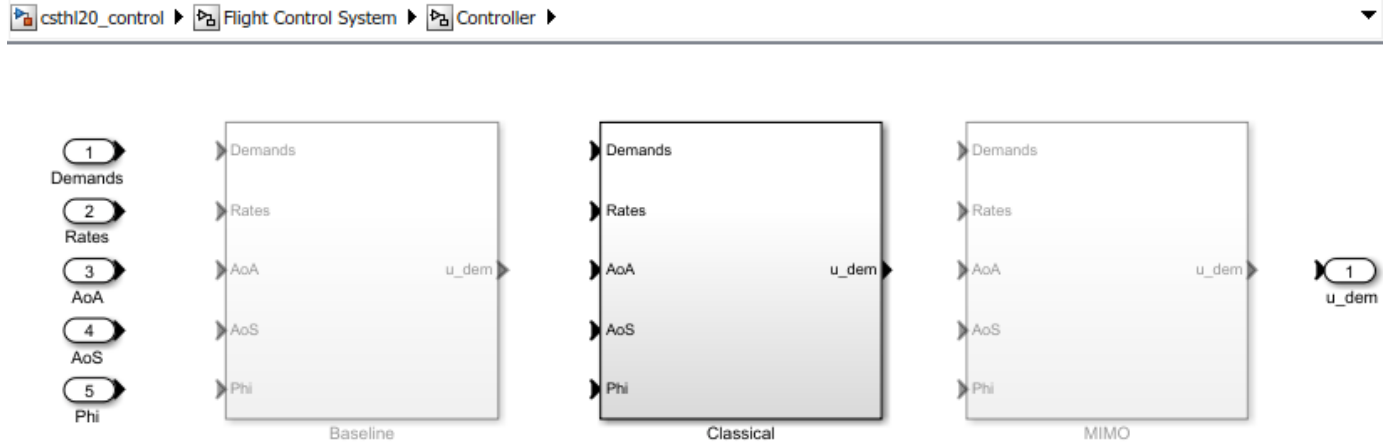 csthl20_control Flight Control System Controller
1
Demands
2
Rates
3
AoA
4
AoS
5
Phi
Demands
Rates
AoA
u_dem
AoS
Phi
Baseline
Demands
Rates
AoA
u_dem
AoS
Phi
Classical
Demands
Rates
AoA
u_dem
AoS
Phi
MIMO
1
u_dem